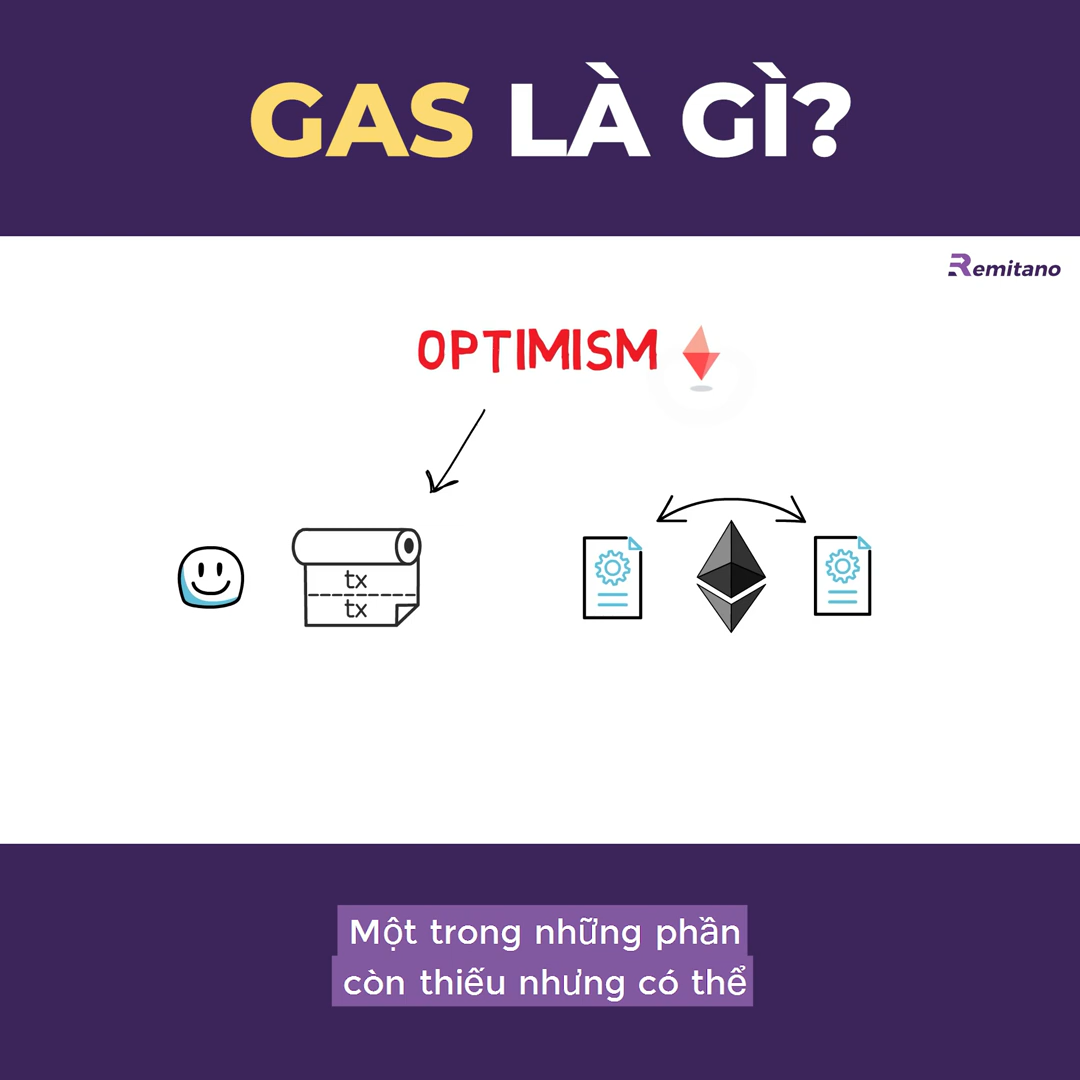 GAS LÀ GÌ?
Remitano
OPTIMISM
tx
tx
Một trong những phần
còn thiếu nhưng có thể